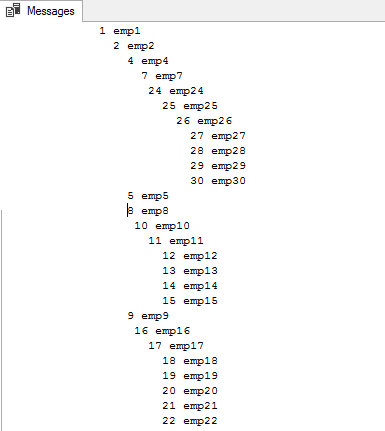 Messages
1 emp1
2 emp2
4 emp4
7 emp7
24 emp24
25 emp25
26 emp26
27 emp27
28 emp28
29 emp29
30 emp30
5 emp5
8 emp8
10 emp10
11 emp11
12 emp12
13 emp13
14 emp14
15 emp15
9 emp9
16 emp16
17 emp17
18 emp18
19 emp19
20 emp20
21 emp21
22 emp22